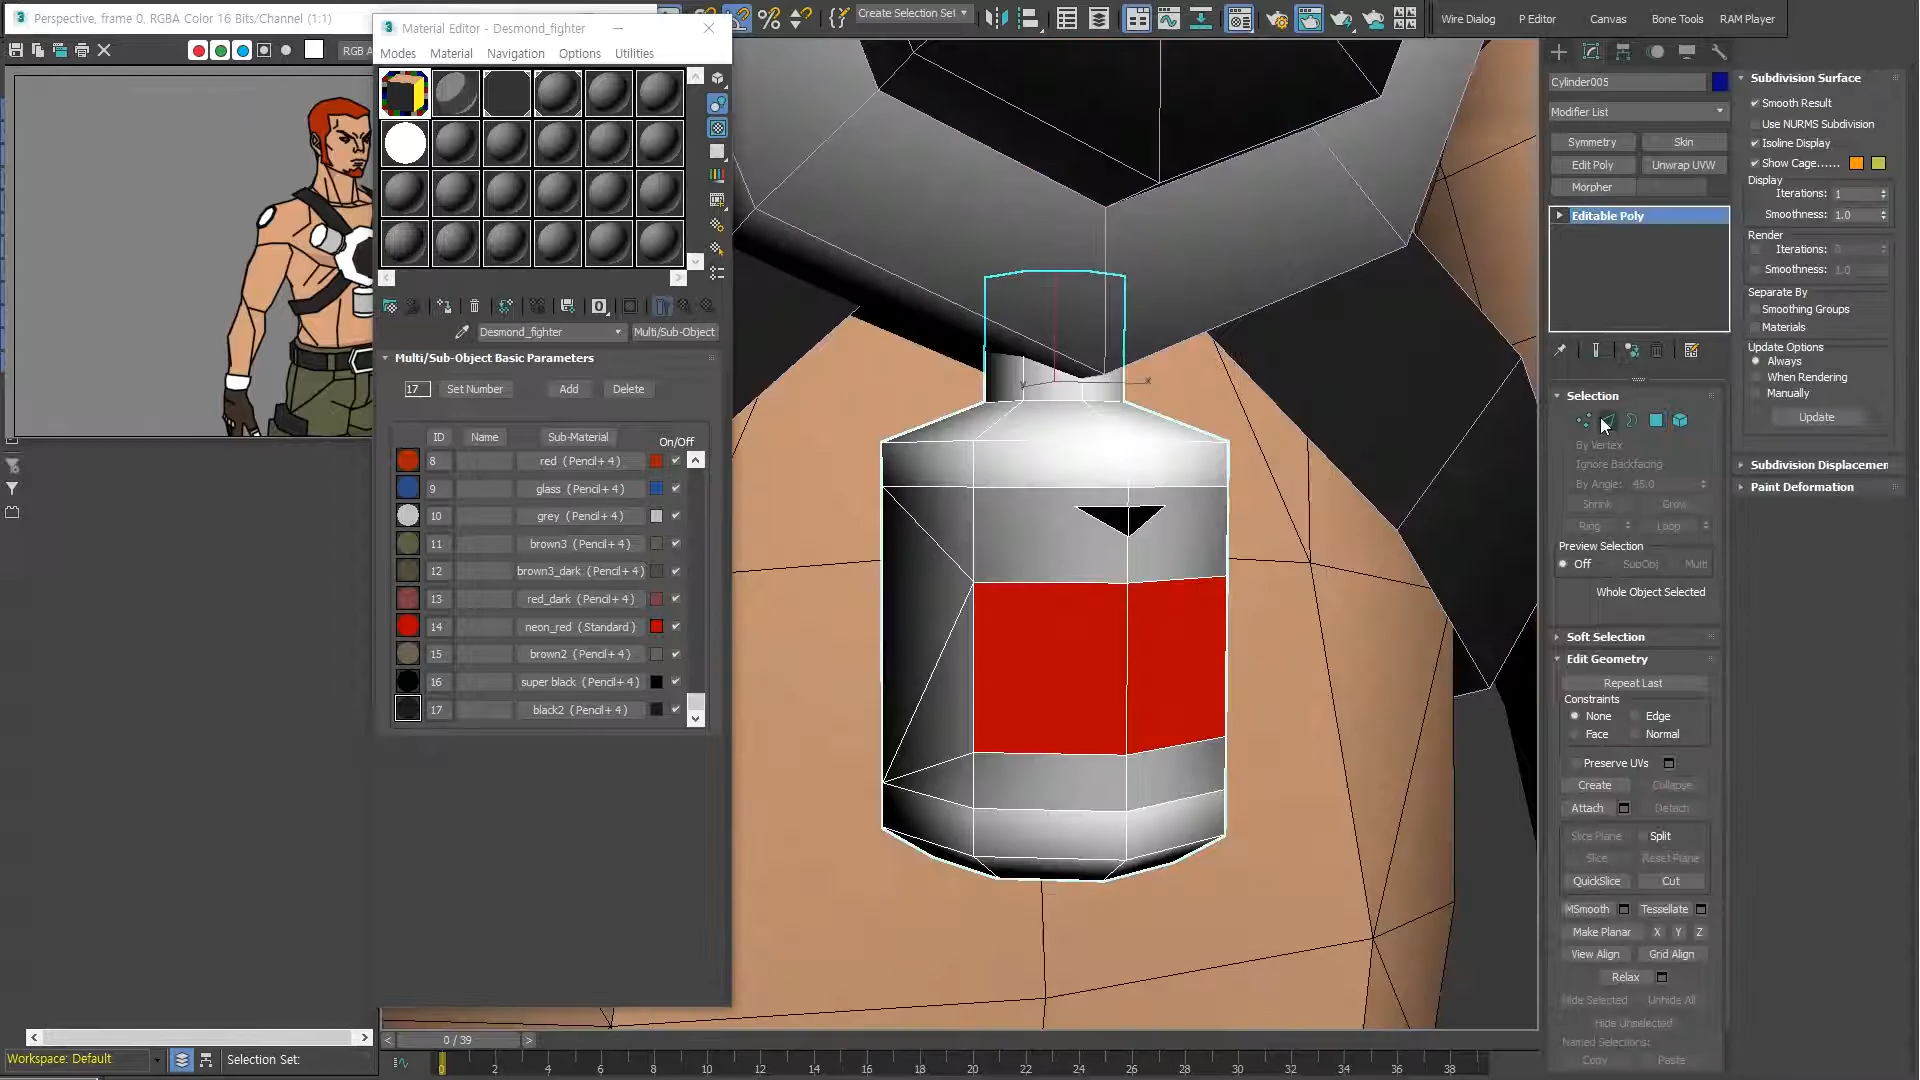 Perspective, frame 0, RGBA Color 16 Bits/Channel (1:1)
RGB A
Material Editor - Desmond_fighter
Modes Material Navigation Options Utilities
Desmond_fighter Multi/Sub-Object
Multi/Sub-Object Basic Parameters
17 Set Number Add Delete
ID Name Sub-Material On/Off
8 red (Pencil+ 4)
9 glass (Pencil+ 4)
10 grey (Pencil+ 4)
11 brown3 (Pencil+ 4)
12 brown3_dark (Pencil+ 4)
13 red_dark (Pencil+ 4)
14 neon_red (Standard)
15 brown2 (Pencil+ 4)
16 super black (Pencil+ 4)
17 black2 (Pencil+ 4)
Create Selection Set
Wire Dialog P Editor Canvas Bone Tools RAM Player
Cylinder005
Modifier List
Symmetry Skin
Edit Poly Unwrap UVW
Morpher
Editable Poly
Selection
By Vertex
Ignore Backfacing
By Angle: 45.0
Shrink Grow
Ring Loop
Preview Selection
Off SubObj Multi
Whole Object Selected
Soft Selection
Edit Geometry
Repeat Last
Constraints
None Edge
Face Normal
Preserve UVs
Create Collapse
Attach Detach
Slice Plane Split
Slice Reset Plane
QuickSlice Cut
MSmooth Tessellate
Make Planar X Y Z
View Align Grid Align
Relax
Hide Selected Unhide All
Hide Unselected
Named Selections:
Copy Paste
Subdivision Surface
Smooth Result
Use NURMS Subdivision
Isoline Display
Show Cage......
Display
Iterations: 1
Smoothness: 1.0
Render
Iterations: 0
Smoothness: 1.0
Separate By
Smoothing Groups
Materials
Update Options
Always
When Rendering
Manually
Update
Subdivision Displacemen
Paint Deformation
0 / 39
Workspace: Default Selection Set:
0 2 4 6 8 10 12 14 16 18 20 22 24 26 28 30 32 34 36 38